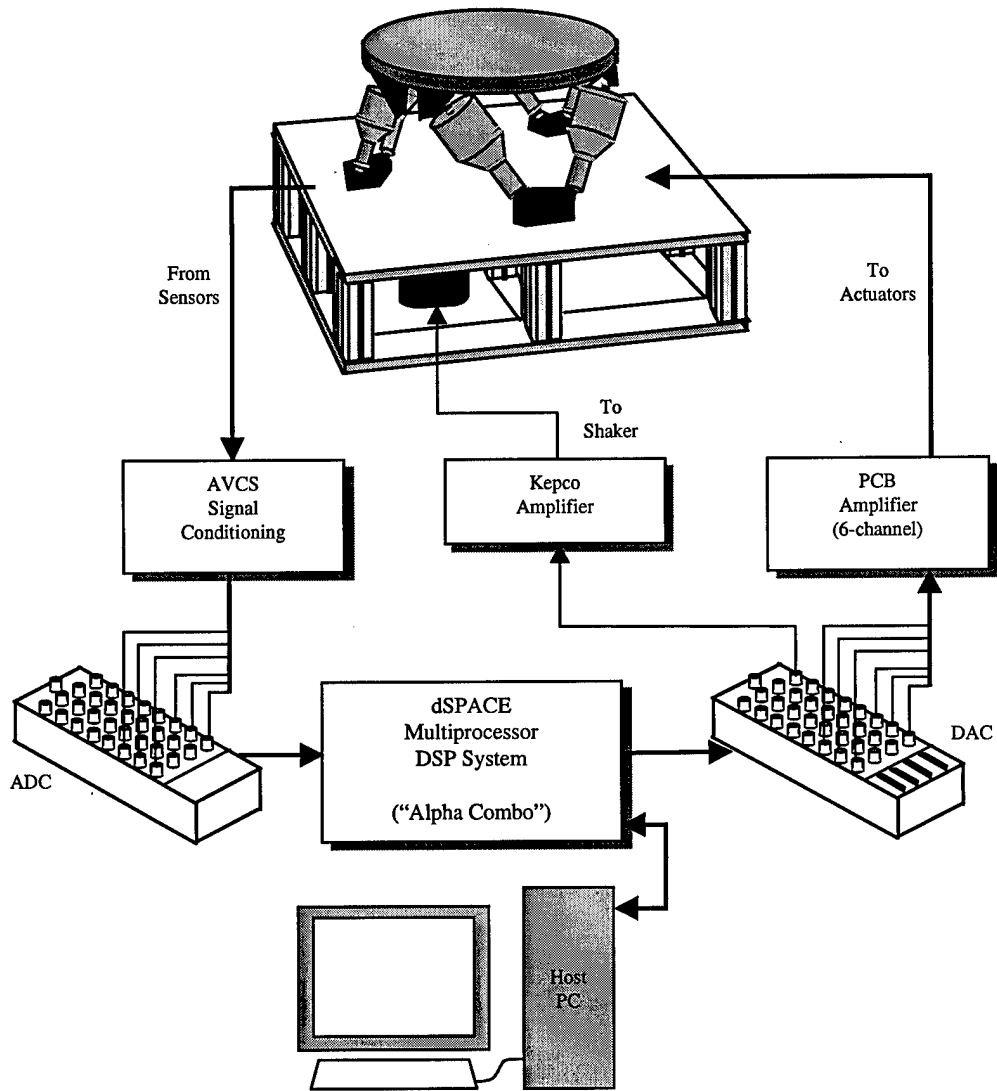 From
Sensors
To
Actuators
To
Shaker
AVCS
Signal
Conditioning
Kepco
Amplifier
PCB
Amplifier
(6-channel)
ADC
dSPACE
Multiprocessor
DSP System
(“Alpha Combo”)
DAC
Host
PC